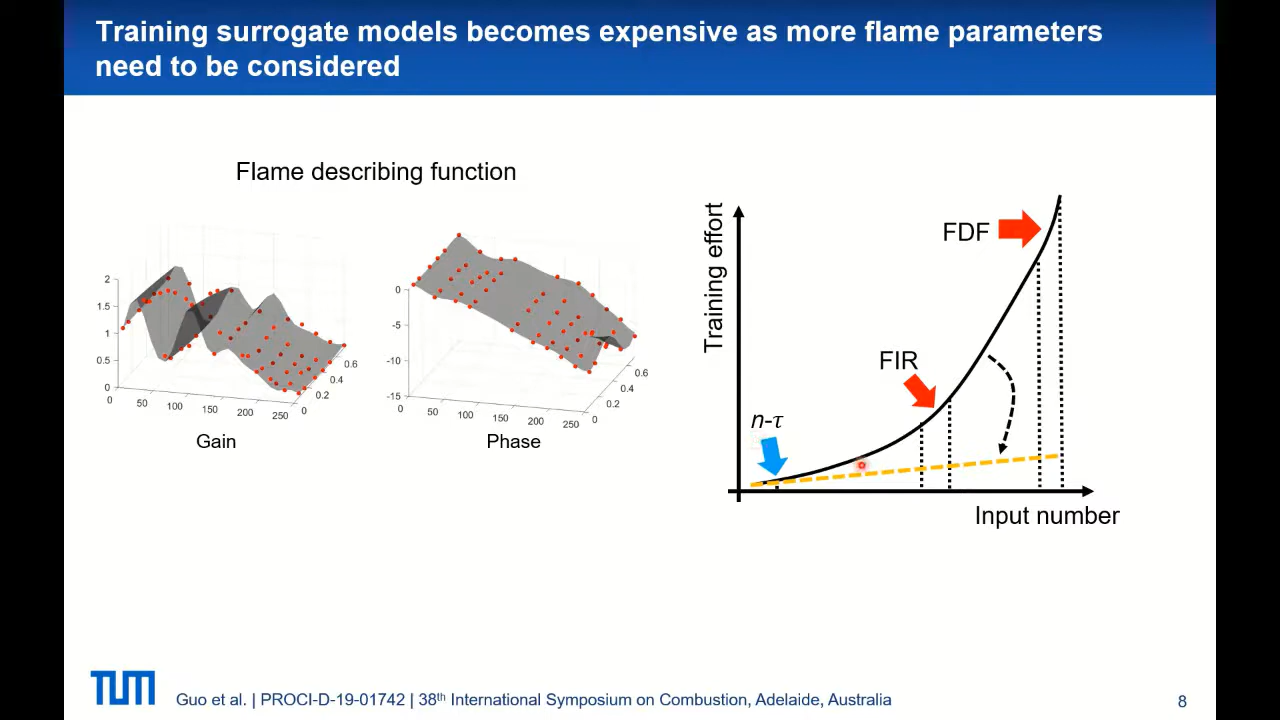 Training surrogate models becomes expensive as more flame parameters
need to be considered
Flame describing function
2
1.5
1
0.5
0
0
50
100
150
200
250
0
0.2
0.4
0.6
Gain
0
-5
-10
-15
0
50
100
150
200
250
0
0.2
0.4
0.6
Phase
Training effort
FDF
FIR
n-τ
Input number
TUM
Guo et al. | PROCI-D-19-01742 | 38th International Symposium on Combustion, Adelaide, Australia
8